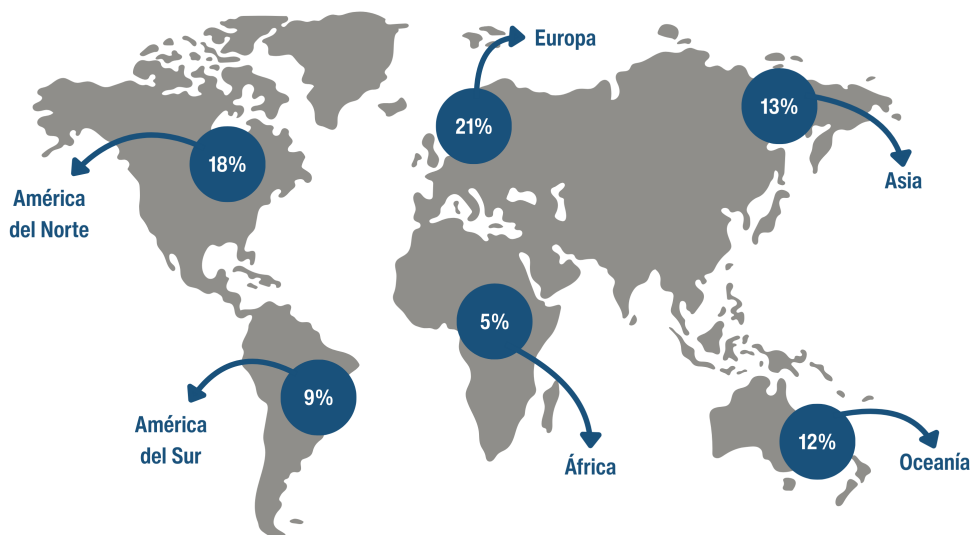 Europa
21%
13%
Asia
18%
América
del Norte
5%
África
9%
América
del Sur
12%
Oceanía